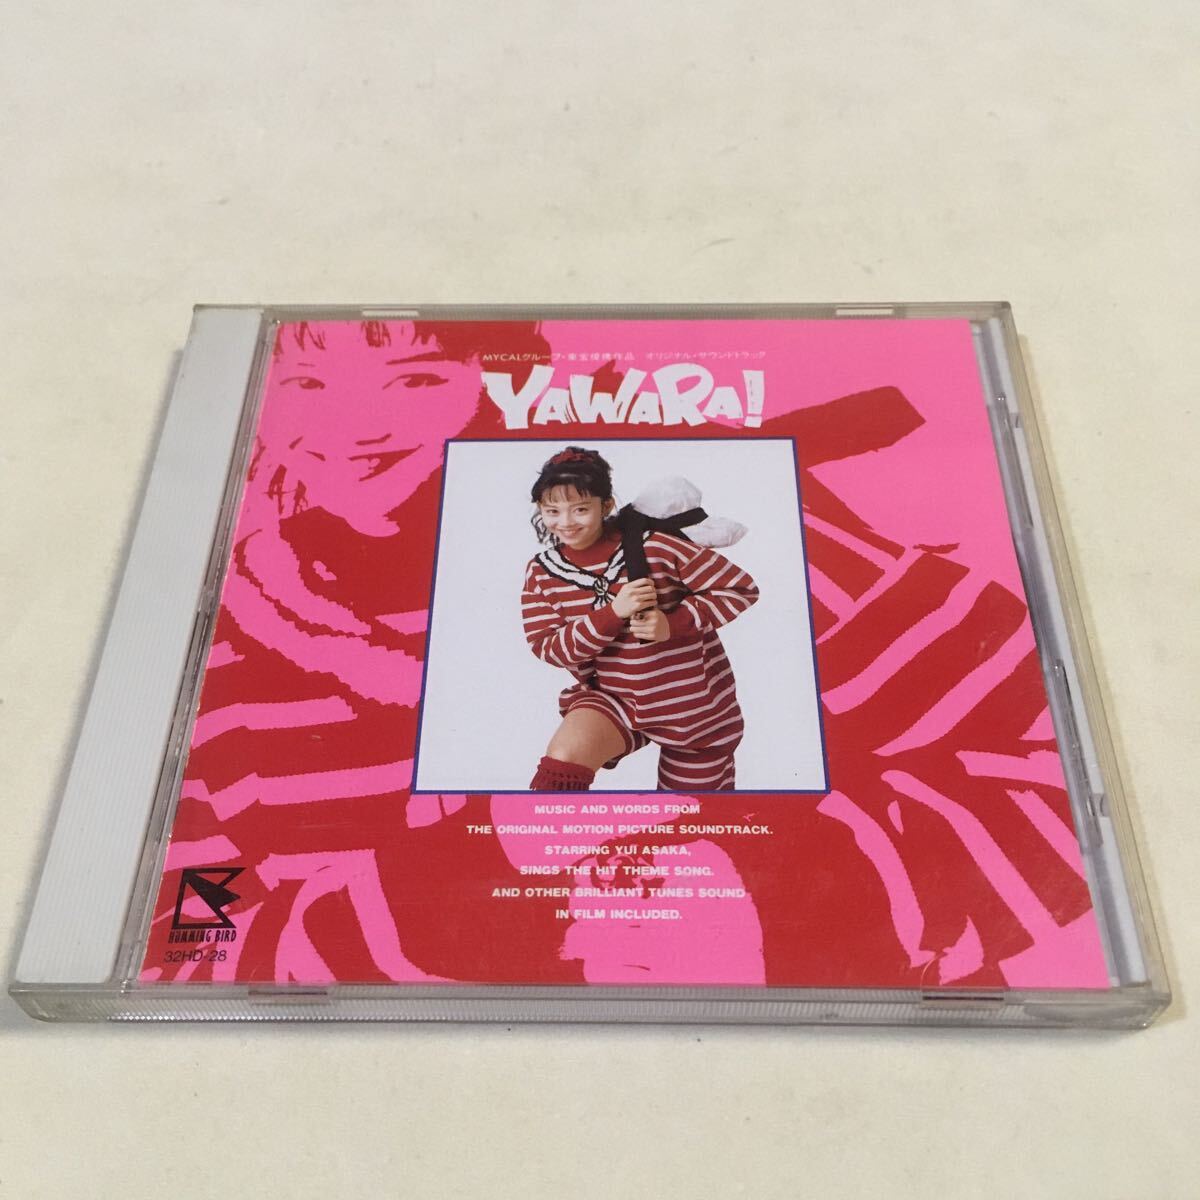 MYCALグループ・東宝提携作品 オリジナル・サウンドトラック
YAWARA!
MUSIC AND WORDS FROM
THE ORIGINAL MOTION PICTURE SOUNDTRACK.
STARRING YUI ASAKA,
SINGS THE HIT THEME SONG.
AND OTHER BRILLIANT TUNES SOUND
IN FILM INCLUDED.
HUMMING BIRD
32HD-28